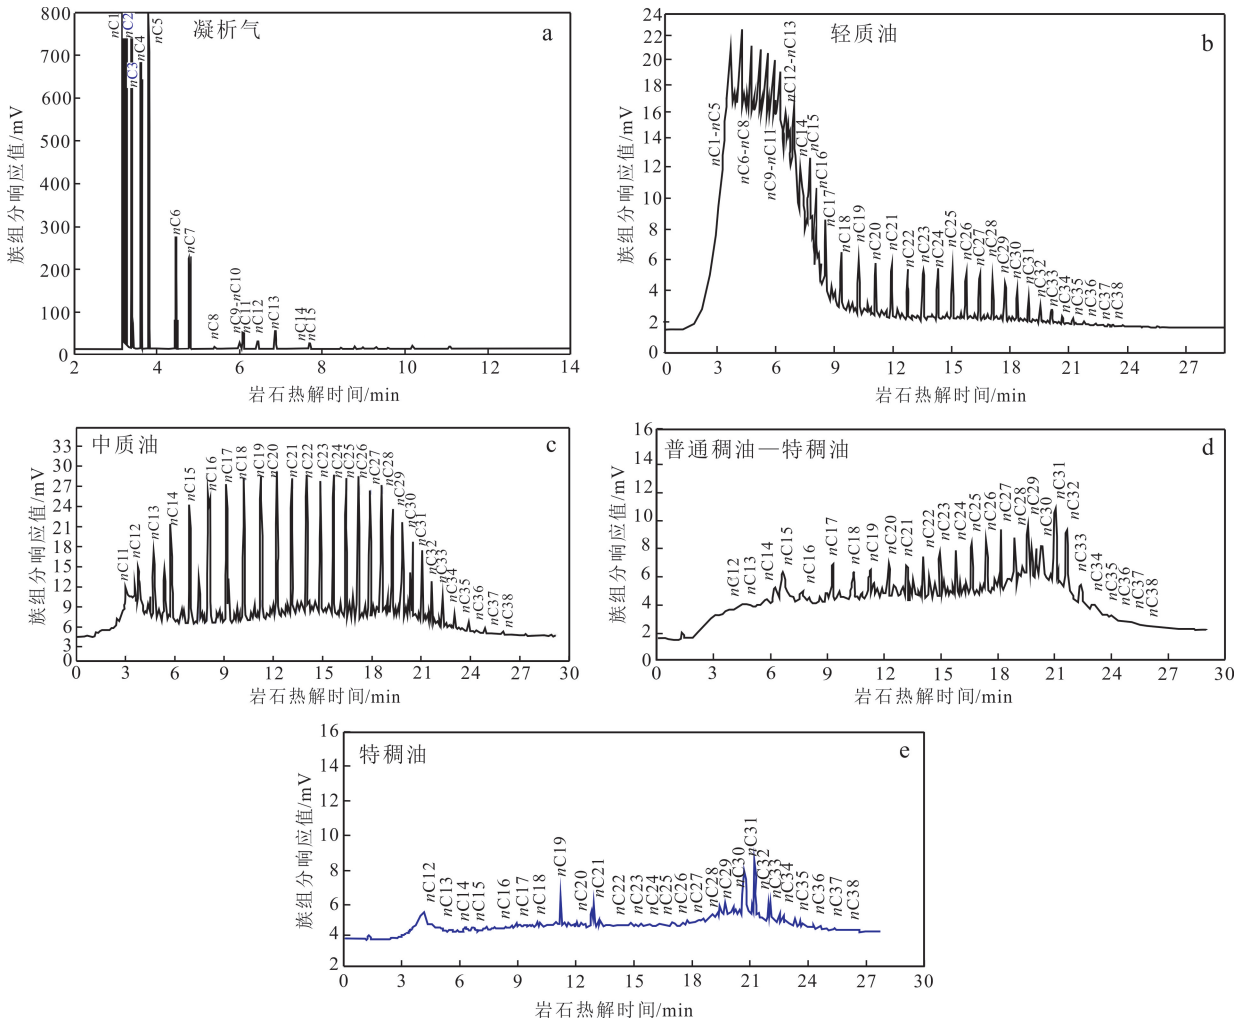 凝析气
a
族组分响应值/mV
800
700
600
500
400
300
200
100
0
nC1
nC2
nC3
nC4
nC5
nC6
nC7
nC8
nC9-nC10
nC11
nC12
nC13
nC14
nC15
2
4
6
8
10
12
14
岩石热解时间/min
轻质油
b
族组分响应值/mV
24
22
20
18
16
14
12
10
8
6
4
2
0
nC1-nC5
nC6-nC8
nC9-nC11
nC12-nC13
nC14
nC15
nC16
nC17
nC18
nC19
nC20
nC21
nC22
nC23
nC24
nC25
nC26
nC27
nC28
nC29
nC30
nC31
nC32
nC33
nC34
nC35
nC36
nC37
nC38
0
3
6
9
12
15
18
21
24
27
岩石热解时间/min
中质油
c
族组分响应值/mV
33
30
27
24
21
18
15
12
9
6
3
0
nC11
nC12
nC13
nC14
nC15
nC16
nC17
nC18
nC19
nC20
nC21
nC22
nC23
nC24
nC25
nC26
nC27
nC28
nC29
nC30
nC31
nC32
nC33
nC34
nC35
nC36
nC37
nC38
0
3
6
9
12
15
18
21
24
27
30
岩石热解时间/min
普通稠油—特稠油
d
族组分响应值/mV
16
14
12
10
8
6
4
2
0
nC12
nC13
nC14
nC15
nC16
nC17
nC18
nC19
nC20
nC21
nC22
nC23
nC24
nC25
nC26
nC27
nC28
nC29
nC30
nC31
nC32
nC33
nC34
nC35
nC36
nC37
nC38
0
3
6
9
12
15
18
21
24
27
30
岩石热解时间/min
特稠油
e
族组分响应值/mV
16
14
12
10
8
6
4
2
nC12
nC13
nC14
nC15
nC16
nC17
nC18
nC19
nC20
nC21
nC22
nC23
nC24
nC25
nC26
nC27
nC28
nC29
nC30
nC31
nC32
nC33
nC34
nC35
nC36
nC37
nC38
0
3
6
9
12
15
18
21
24
27
30
岩石热解时间/min